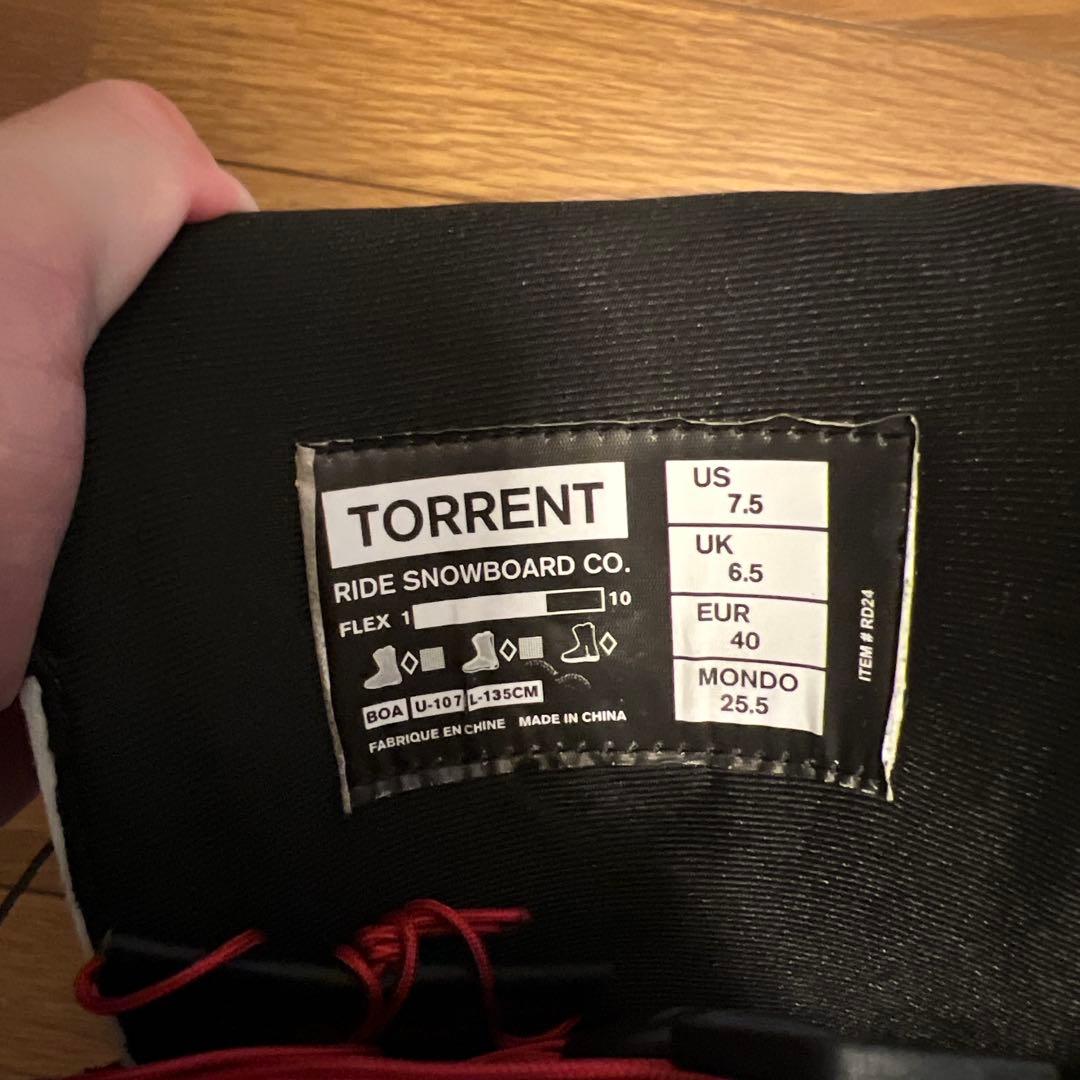 TORRENT
RIDE SNOWBOARD CO.
FLEX 1 10
BOA U-107 L-135CM
FABRIQUE EN CHINE MADE IN CHINA
US
7.5
UK
6.5
EUR
40
MONDO
25.5
ITEM # RD24